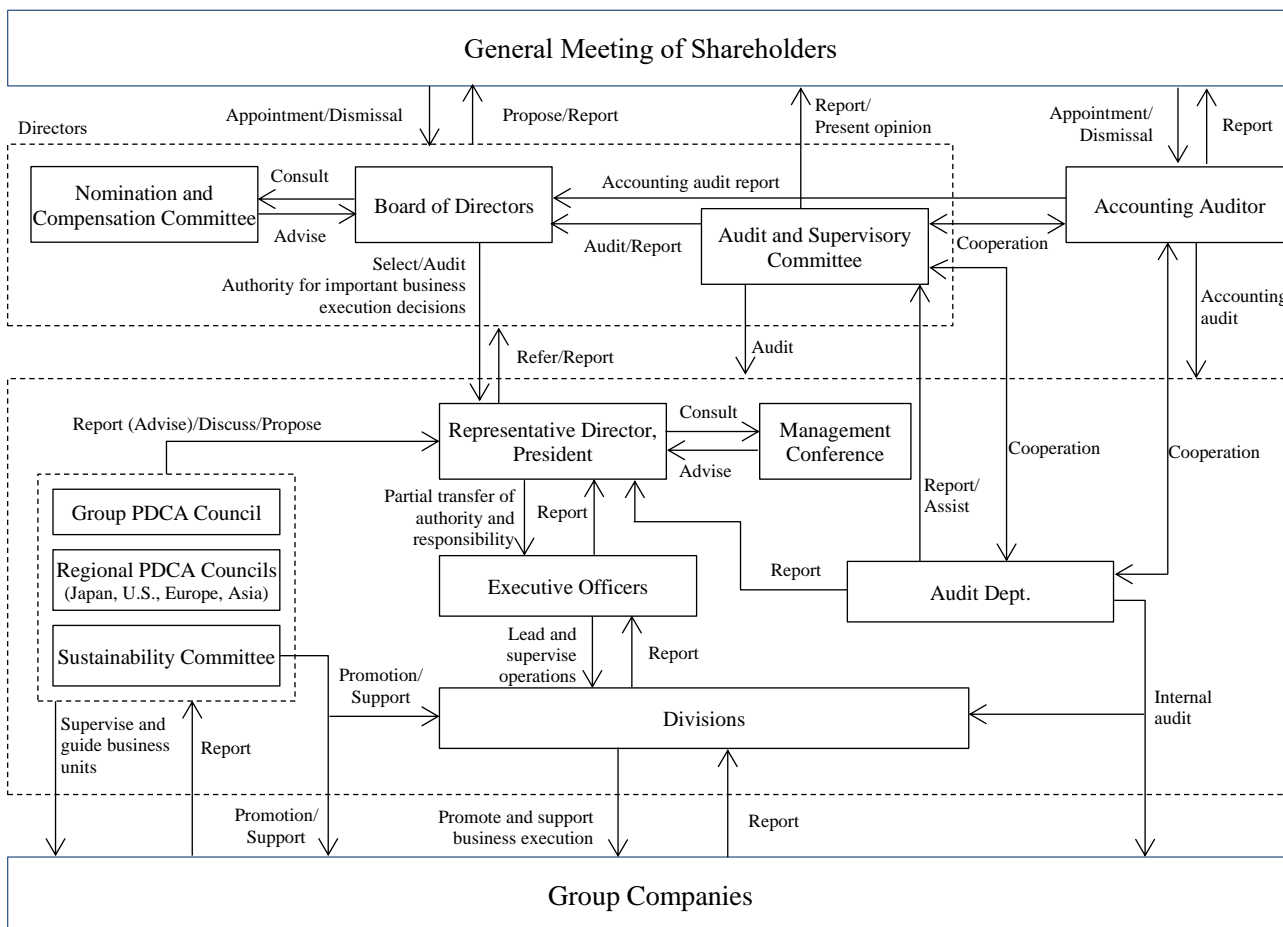 General Meeting of Shareholders
Appointment/Dismissal
Propose/Report
Report/
Present opinion
Appointment/
Dismissal
Report
Directors
Nomination and
Compensation Committee
Consult
Advise
Board of Directors
Accounting audit report
Audit/Report
Audit and Supervisory
Committee
Cooperation
Accounting Auditor
Select/Audit
Authority for important business
execution decisions
Accounting
audit
Refer/Report
Audit
Report (Advise)/Discuss/Propose
Representative Director,
President
Consult
Advise
Management
Conference
Cooperation
Cooperation
Group PDCA Council
Regional PDCA Councils
(Japan, U.S., Europe, Asia)
Sustainability Committee
Partial transfer of
authority and
responsibility
Report
Report/
Assist
Executive Officers
Report
Audit Dept.
Lead and
supervise
operations
Report
Promotion/
Support
Divisions
Internal
audit
Supervise and
guide business
units
Report
Promotion/
Support
Promote and support
business execution
Report
Group Companies